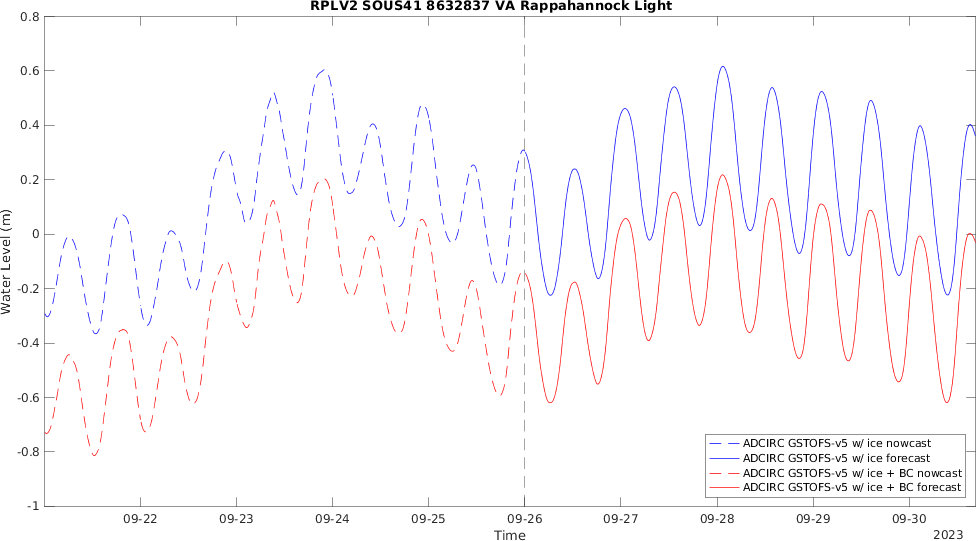 RPLV2 SOUS41 8632837 VA Rappahannock Light
0.8
0.6
0.4
0.2
0
-0.2
-0.4
-0.6
-0.8
-1
Water Level (m)
ADCIRC GSTOFS-v5 w/ ice nowcast
ADCIRC GSTOFS-v5 w/ ice forecast
ADCIRC GSTOFS-v5 w/ ice + BC nowcast
ADCIRC GSTOFS-v5 w/ ice + BC forecast
09-22 09-23 09-24 09-25 09-26 09-27 09-28 09-29 09-30
Time
2023